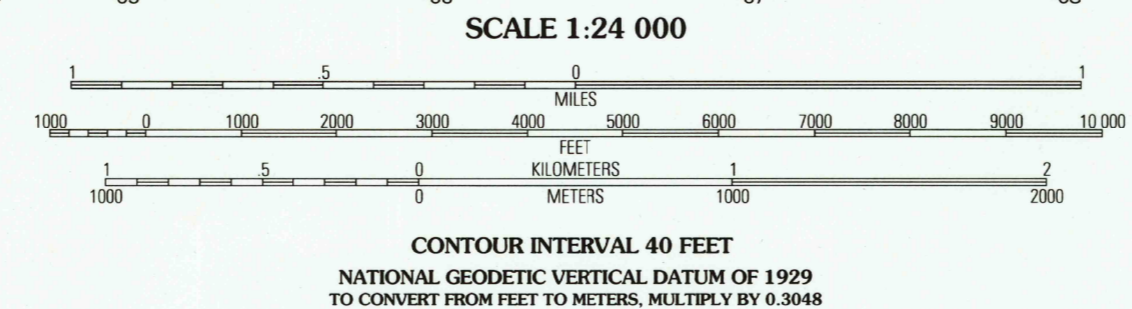 SCALE 1:24 000
1 .5 0 1
MILES
1000 0 1000 2000 3000 4000 5000 6000 7000 8000 9000 10 000
FEET
1 .5 0 KILOMETERS 1 2
1000 0 METERS 1000 2000
CONTOUR INTERVAL 40 FEET
NATIONAL GEODETIC VERTICAL DATUM OF 1929
TO CONVERT FROM FEET TO METERS, MULTIPLY BY 0.3048